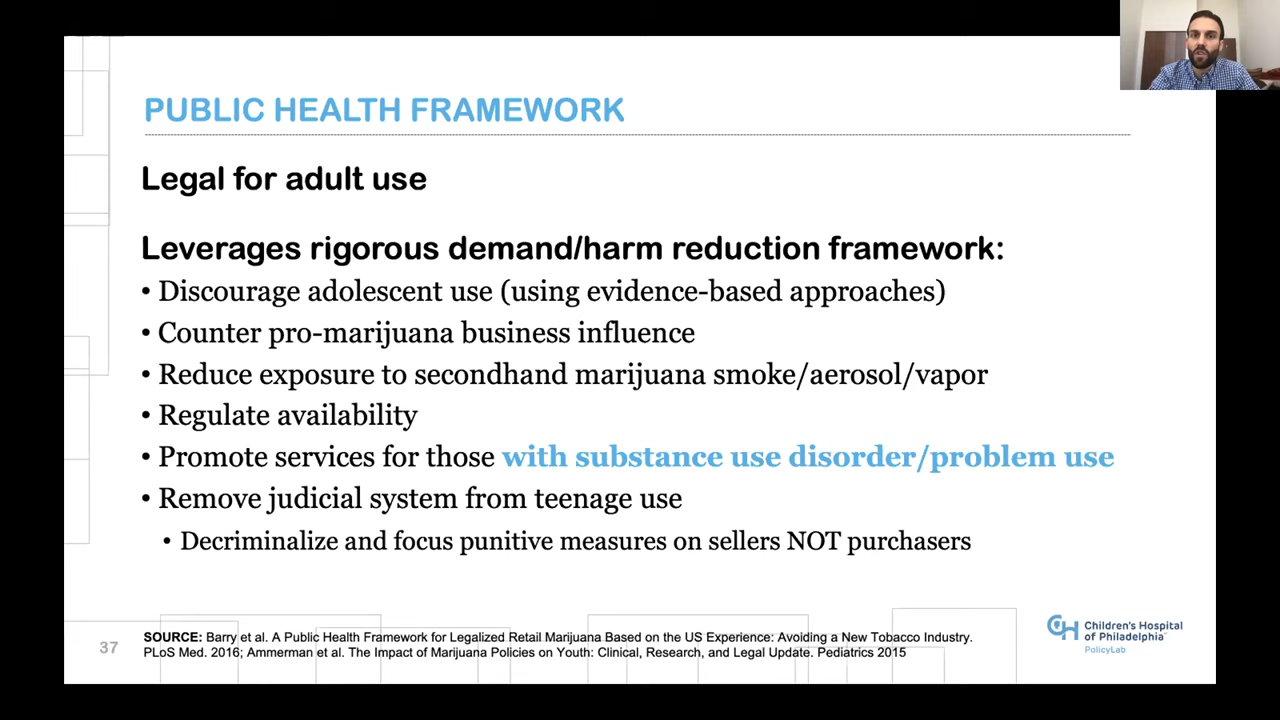 PUBLIC HEALTH FRAMEWORK
Legal for adult use
Leverages rigorous demand/harm reduction framework:
• Discourage adolescent use (using evidence-based approaches)
• Counter pro-marijuana business influence
• Reduce exposure to secondhand marijuana smoke/aerosol/vapor
• Regulate availability
• Promote services for those with substance use disorder/problem use
• Remove judicial system from teenage use
• Decriminalize and focus punitive measures on sellers NOT purchasers
37
SOURCE: Barry et al. A Public Health Framework for Legalized Retail Marijuana Based on the US Experience: Avoiding a New Tobacco Industry.
PLoS Med. 2016; Ammerman et al. The Impact of Marijuana Policies on Youth: Clinical, Research, and Legal Update. Pediatrics 2015
CH Children's Hospital
of Philadelphia
PolicyLab